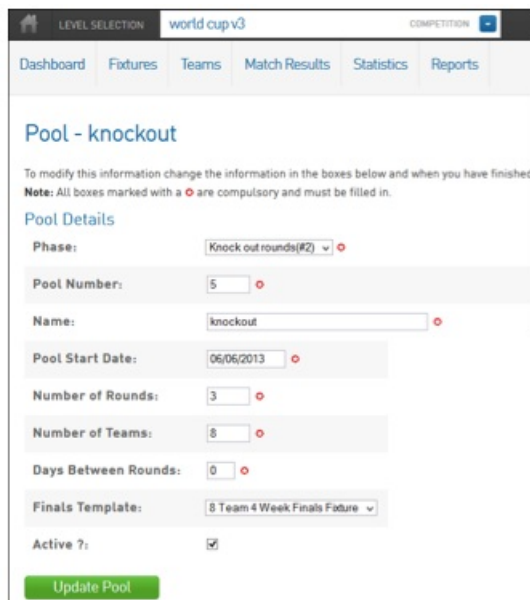 LEVEL SELECTION world cup v3 COMPETITION
Dashboard Fixtures Teams Match Results Statistics Reports
Pool - knockout
To modify this information change the information in the boxes below and when you have finished
Note: All boxes marked with a are compulsory and must be filled in.
Pool Details
Phase: Knock out rounds(#2)
Pool Number: 5
Name: knockout
Pool Start Date: 06/06/2013
Number of Rounds: 3
Number of Teams: 8
Days Between Rounds: 0
Finals Template: 8 Team 4 Week Finals Fixture
Active ?:
Update Pool